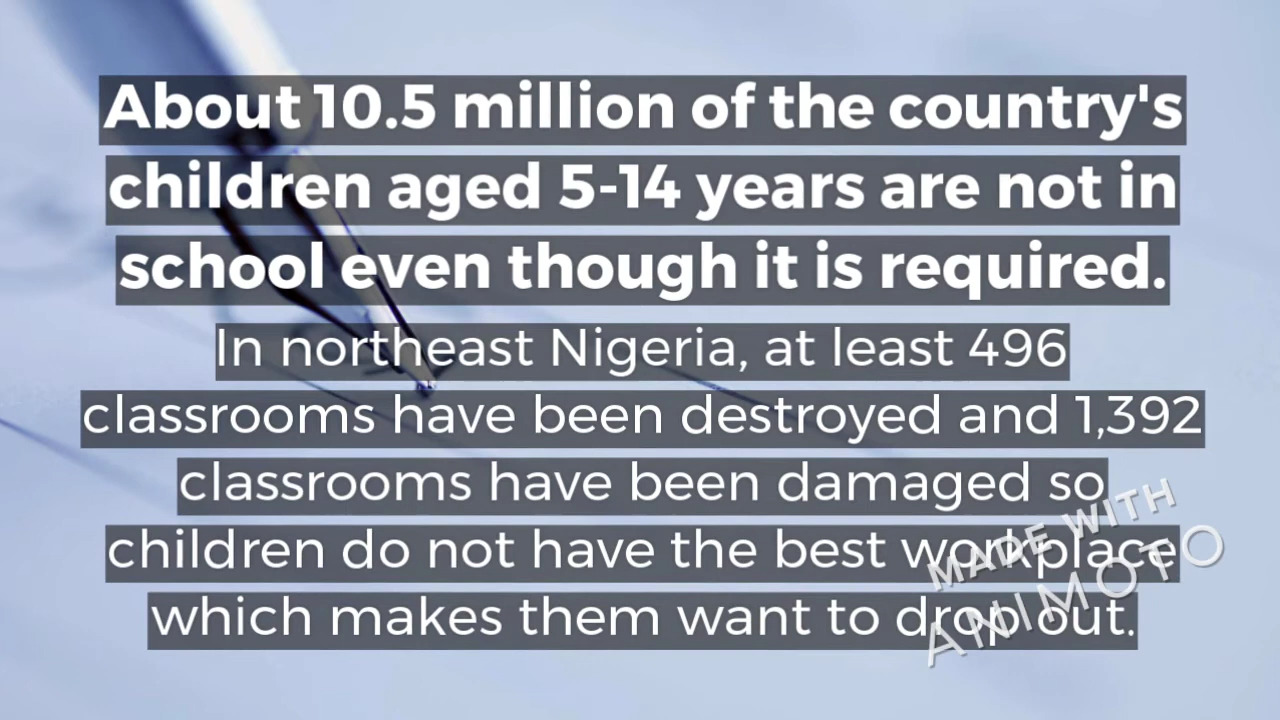 About 10.5 million of the country's
children aged 5-14 years are not in
school even though it is required.
In northeast Nigeria, at least 496
classrooms have been destroyed and 1,392
classrooms have been damaged so
children do not have the best workplace
which makes them want to drop out.
MADE WITH
ANIMOTO